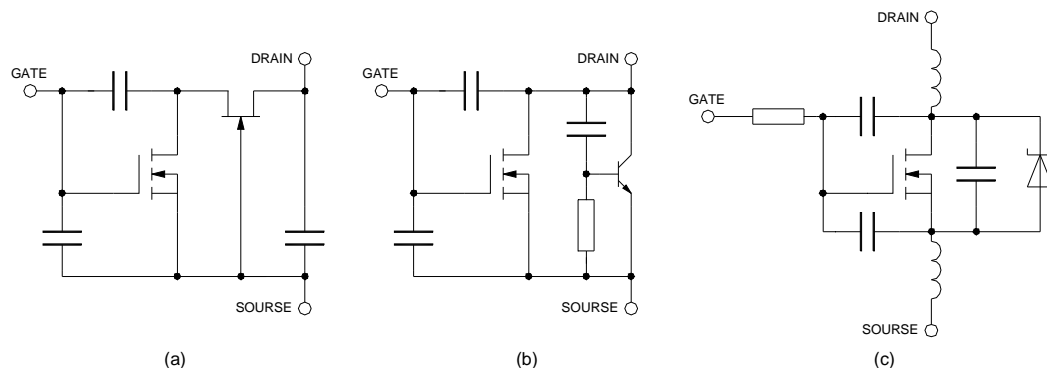 DRAIN
GATE
SOURSE
(a)
DRAIN
GATE
SOURSE
(b)
DRAIN
GATE
SOURSE
(c)